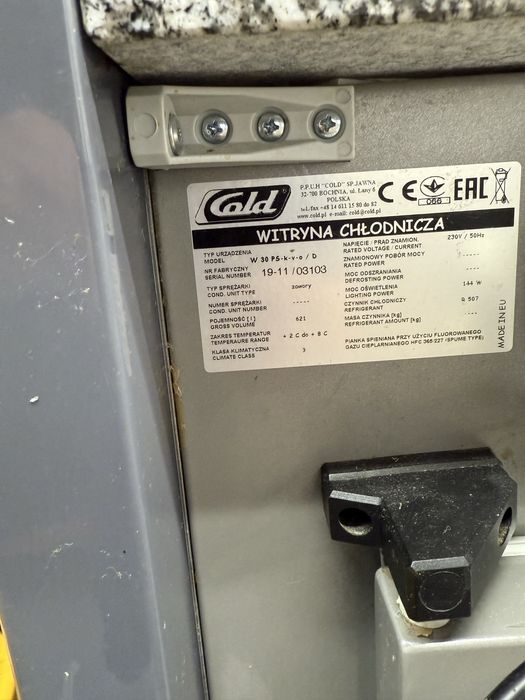 Cold
P.P.U.H "COLD" SP.JAWNA
32-700 BOCHNIA, ul. Łany 6
POLSKA
tel./fax +48 14 611 15 80 do 82
www.cold.pl e-mail: cold@cold.pl
CE 066 EAC
WITRYNA CHŁODNICZA
TYP URZĄDZENIA
MODEL W 30 PS-k-v-o / D
NR FABRYCZNY
SERIAL NUMBER 19-11 /03103
TYP SPRĘŻARKI
COND. UNIT TYPE zawory
NUMER SPRĘŻARKI
COND. UNIT NUMBER -----
POJEMNOŚĆ [ l ]
GROSS VOLUME 621
ZAKRES TEMPERATUR
TEMPERAURE RANGE + 2 C do + 8 C
KLASA KLIMATYCZNA
CLIMATE CLASS 3
NAPIĘCIE / PRĄD ZNAMION.
RATED VOLTAGE / CURRENT 230V / 50Hz
ZNAMIONOWY POBÓR MOCY
RATED POWER -----
MOC ODSZRANIANIA
DEFROSTING POWER ----
MOC OŚWIETLENIA
LIGHTING POWER 144 W
CZYNNIK CHŁODNICZY
REFRIGERANT R 507
MASA CZYNNIKA [kg]
REFRIGERANT AMOUNT [kg] ---
PIANKA SPIENIANA PRZY UŻYCIU FLUOROWANEGO
GAZU CIEPLARNIANEGO HFC 365/227 /SPUME TYPE)
MADE IN EU